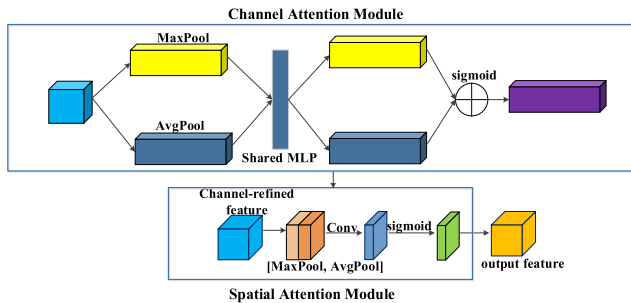 Channel Attention Module
MaxPool
sigmoid
AvgPool
Shared MLP
Channel-refined
feature
Conv
sigmoid
[MaxPool, AvgPool]
output feature
Spatial Attention Module